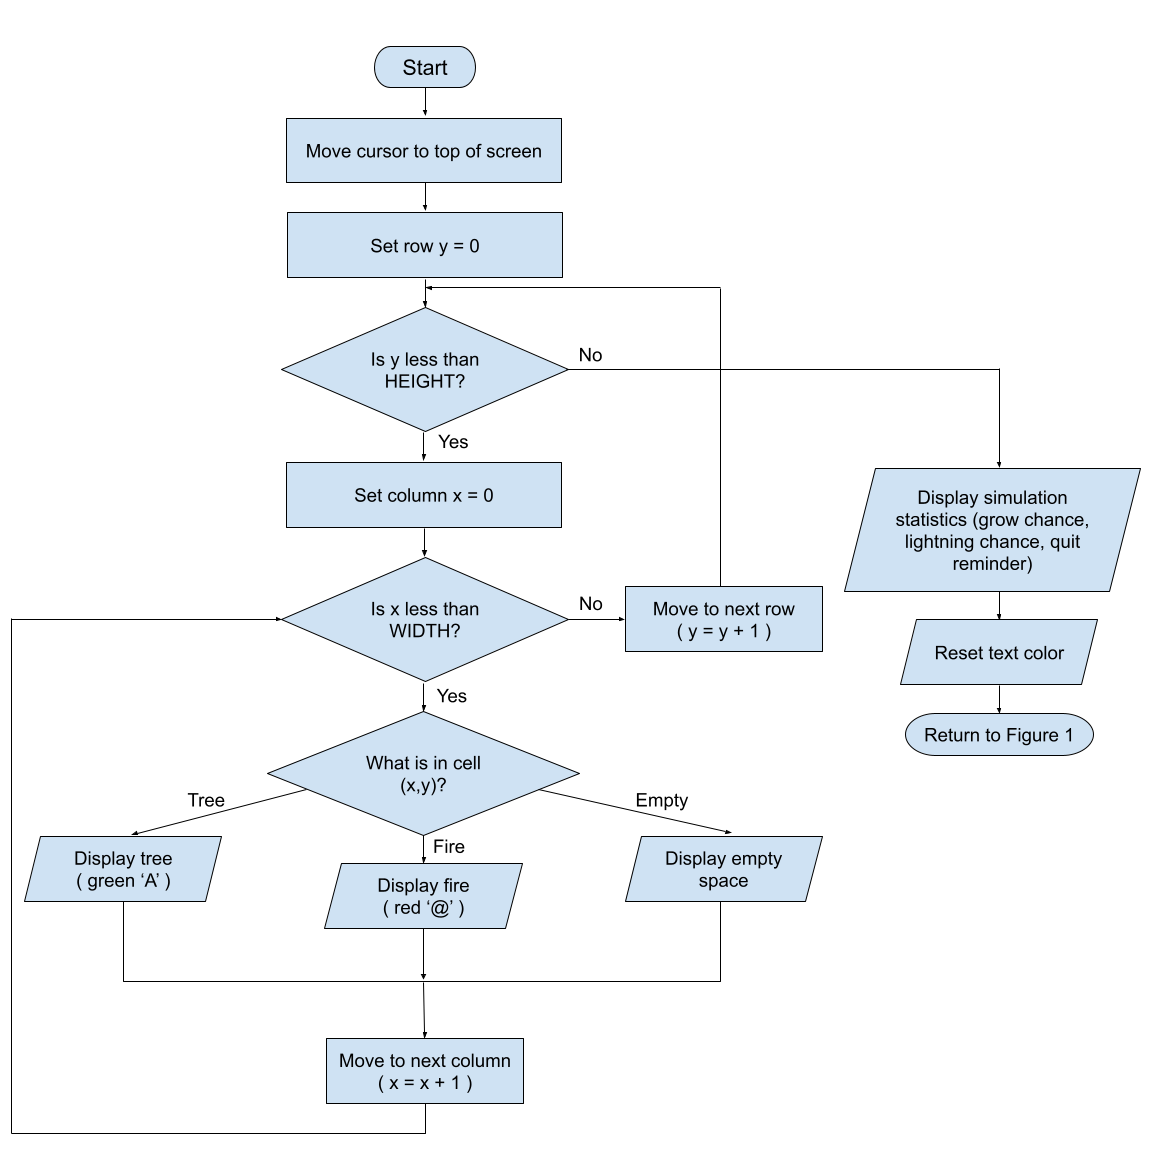 Start
Move cursor to top of screen
Set row y = 0
Is y less than
HEIGHT?
No
Yes
Set column x = 0
Display simulation
statistics (grow chance,
lightning chance, quit
reminder)
Is x less than
WIDTH?
No
Move to next row
( y = y + 1 )
Reset text color
Yes
Return to Figure 1
What is in cell
(x,y)?
Tree
Empty
Fire
Display tree
( green ‘A’ )
Display fire
( red ‘@’ )
Display empty
space
Move to next column
( x = x + 1 )